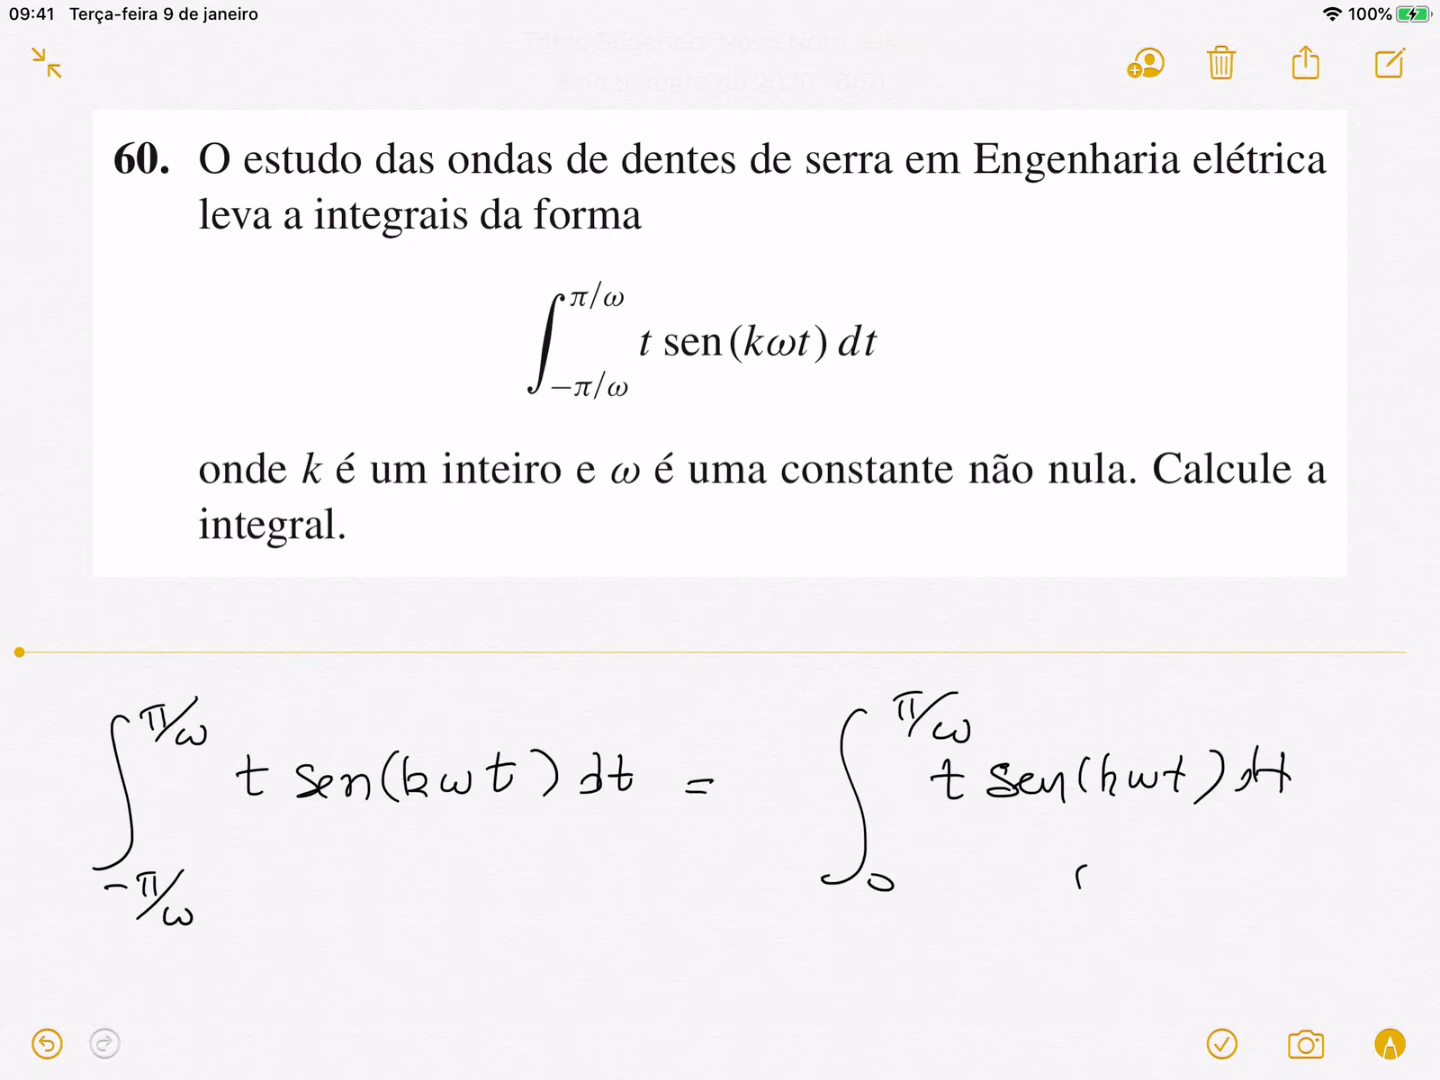 09:41 Terça-feira 9 de janeiro 100%
60. O estudo das ondas de dentes de serra em Engenharia elétrica
leva a integrais da forma
∫_{-π/ω}^{π/ω} t sen(kωt) dt
onde k é um inteiro e ω é uma constante não nula. Calcule a
integral.
∫_{-π/ω}^{π/ω} t sen(kωt) dt = ∫_0^{π/ω} t sen(kωt) dt